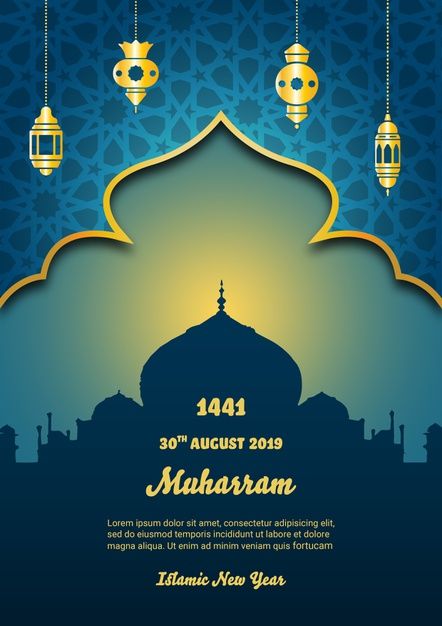 1441
30TH AUGUST 2019
Muharram
Lorem ipsum dolor sit amet, consectetur adipisicing elit,
sed do eiusmod tempor incididunt ut labore et dolore
magna aliqua. Ut enim ad minim veniam quis fortucam
Islamic New Year